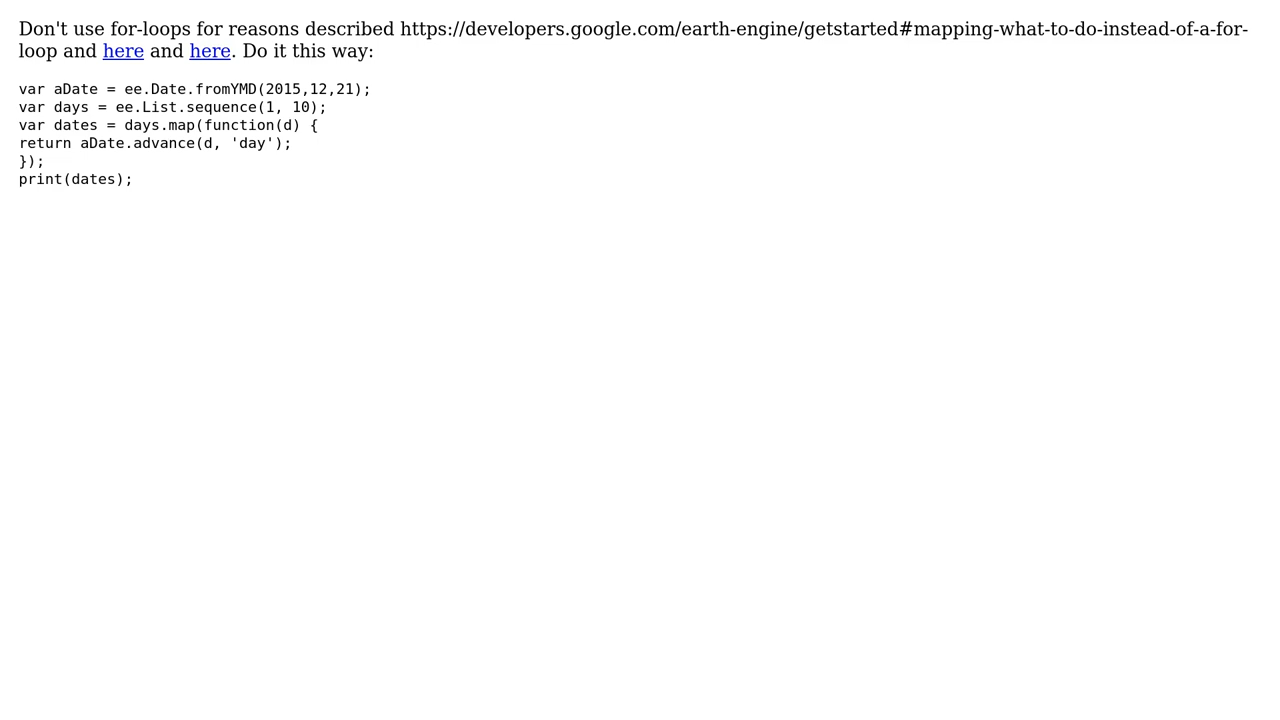 Don't use for-loops for reasons described https://developers.google.com/earth-engine/getstarted#mapping-what-to-do-instead-of-a-for-
loop and here and here. Do it this way:
var aDate = ee.Date.fromYMD(2015,12,21);
var days = ee.List.sequence(1, 10);
var dates = days.map(function(d) {
return aDate.advance(d, 'day');
});
print(dates);